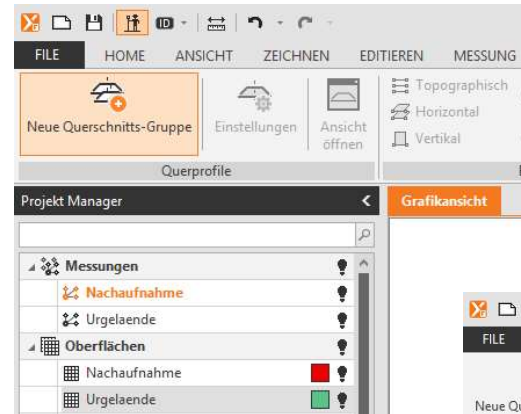 ID
FILE HOME ANSICHT ZEICHNEN EDITIEREN MESSUNG
Neue Querschnitts-Gruppe
Einstellungen
Ansicht
öffnen
Topographisch
Horizontal
Vertikal
Querprofile
Projekt Manager
Grafikansicht
Messungen
Nachaufnahme
Urgelaende
Oberflächen
Nachaufnahme
Urgelaende
FILE
Neue